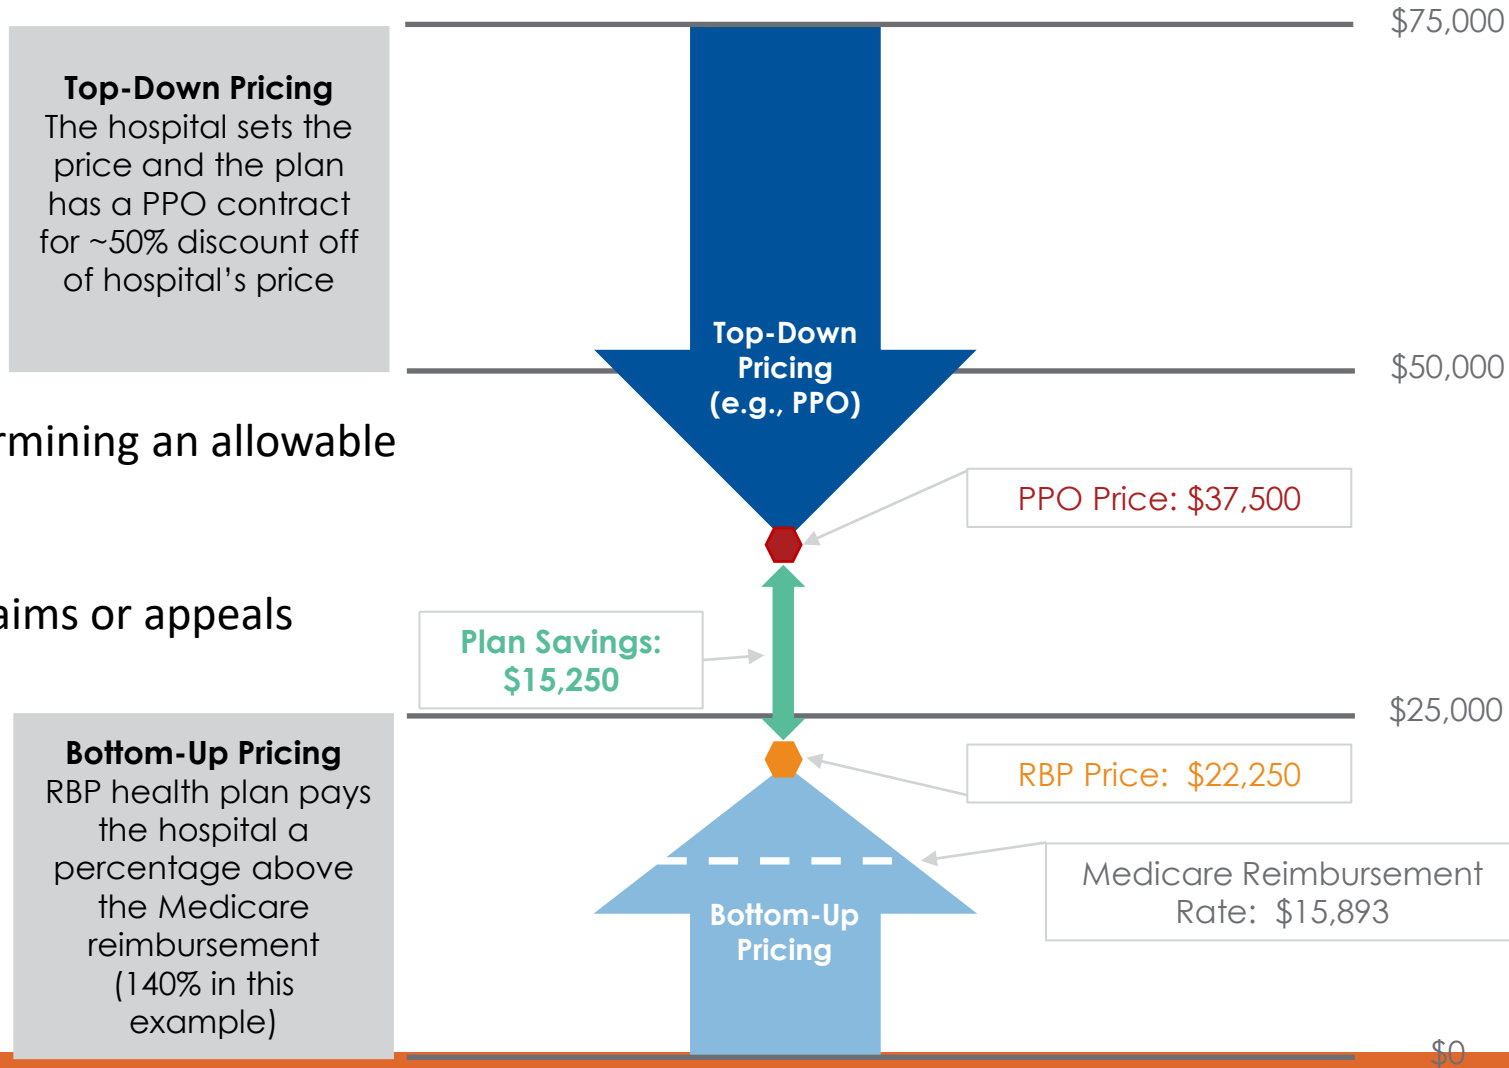 $75,000
Top-Down Pricing
The hospital sets the
price and the plan
has a PPO contract
for ~50% discount off
of hospital’s price
Top-Down
Pricing
(e.g., PPO)
$50,000
rmining an allowable
PPO Price: $37,500
aims or appeals
Plan Savings:
$15,250
$25,000
Bottom-Up Pricing
RBP health plan pays
the hospital a
percentage above
the Medicare
reimbursement
(140% in this
example)
RBP Price:  $22,250
Medicare Reimbursement
Rate:  $15,893
Bottom-Up
Pricing
$0